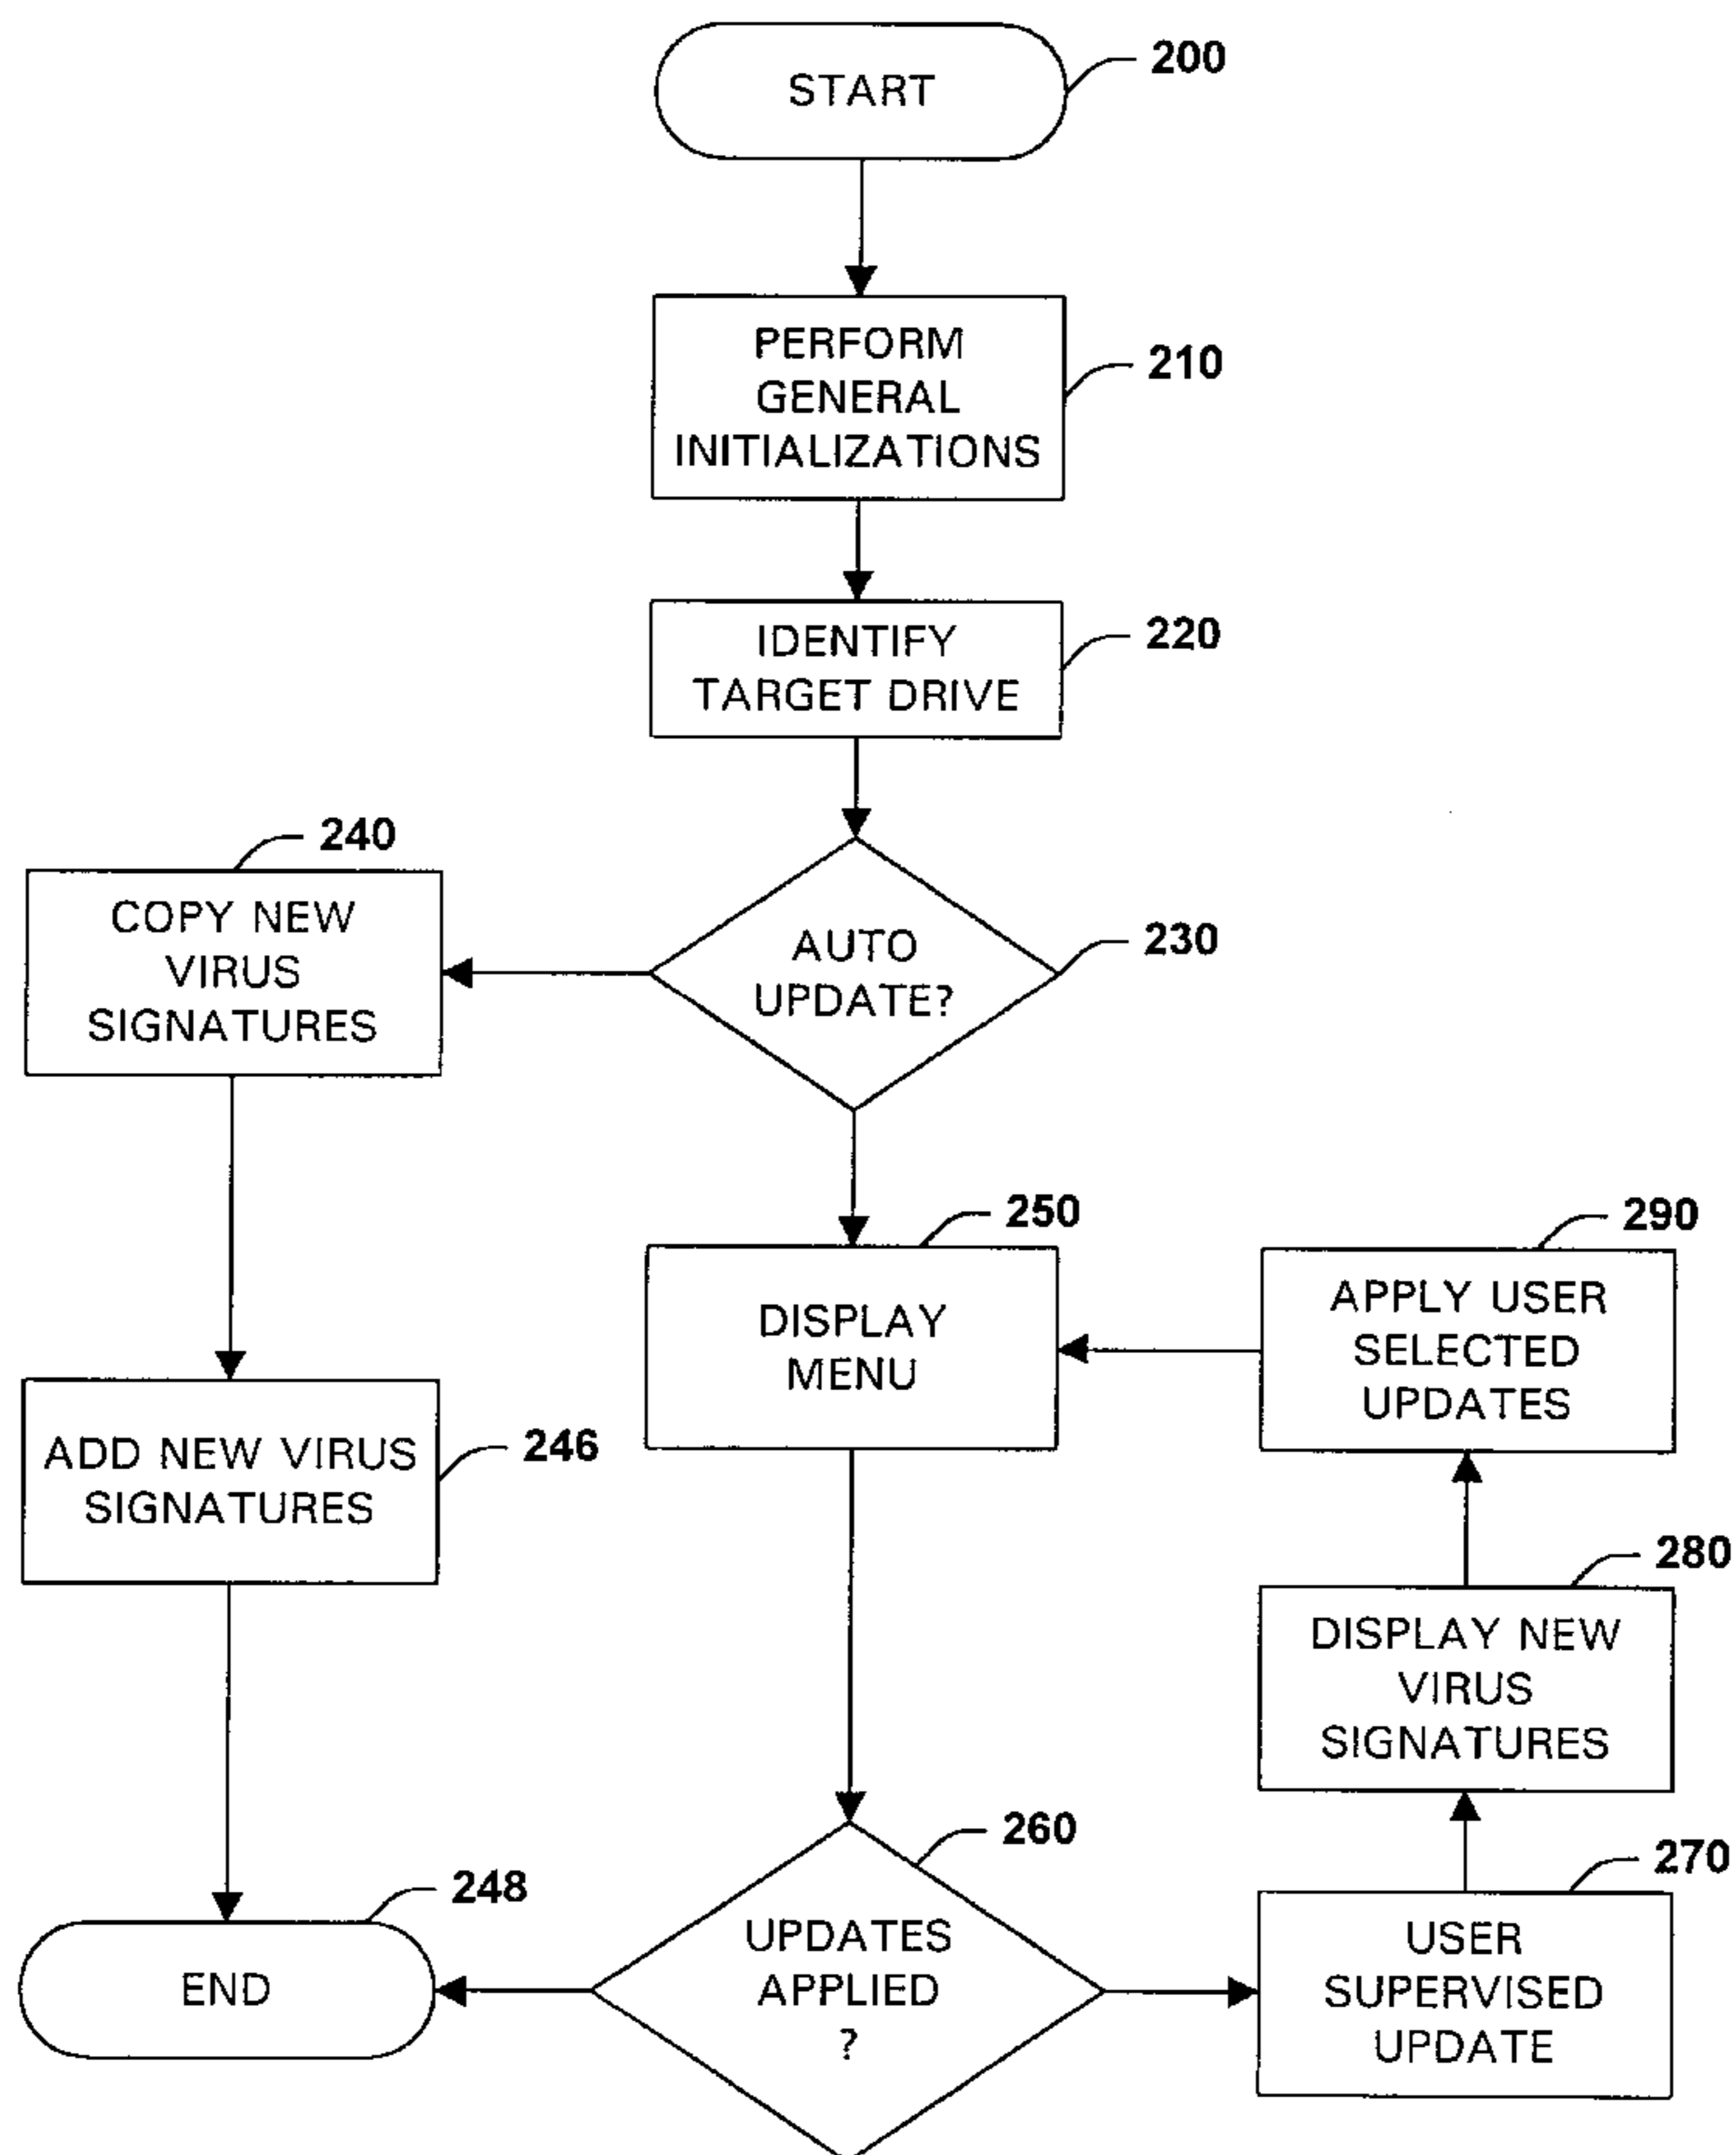 START
200
PERFORM
GENERAL
INITIALIZATIONS
210
IDENTIFY
TARGET DRIVE
220
AUTO
UPDATE?
230
240
COPY NEW
VIRUS
SIGNATURES
ADD NEW VIRUS
SIGNATURES
246
248
END
250
DISPLAY
MENU
260
UPDATES
APPLIED
?
270
USER
SUPERVISED
UPDATE
280
DISPLAY NEW
VIRUS
SIGNATURES
290
APPLY USER
SELECTED
UPDATES